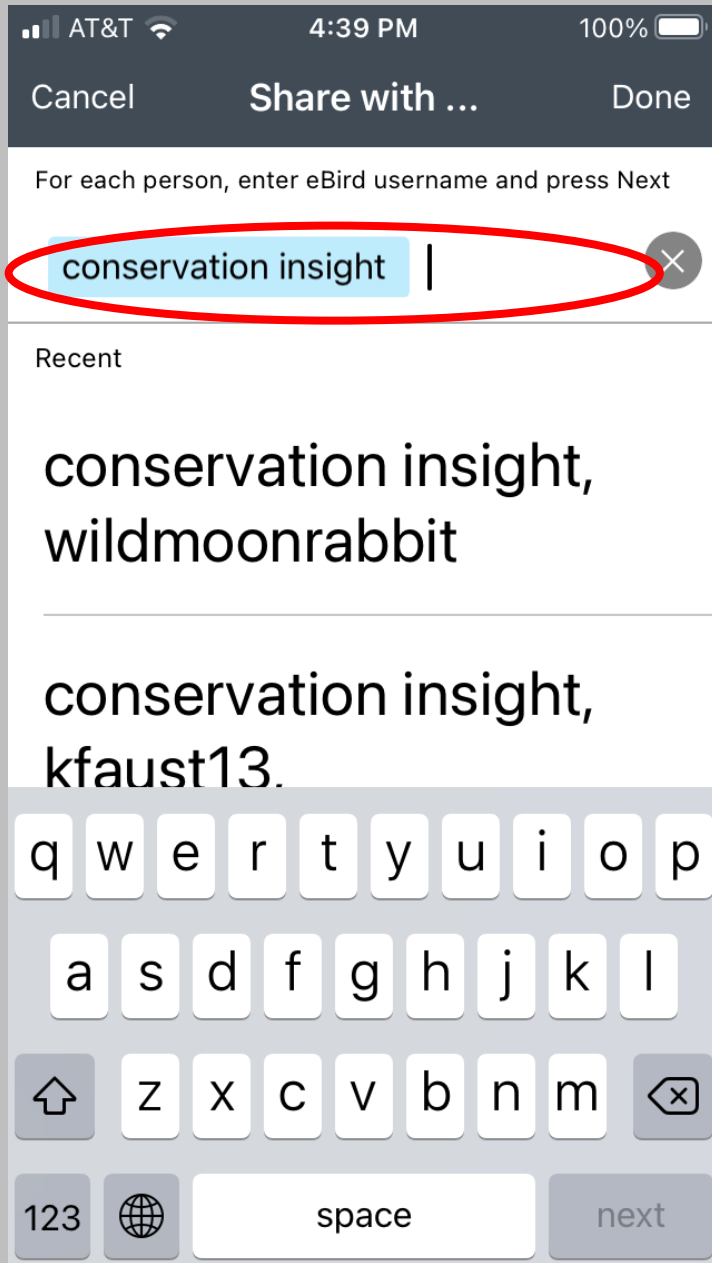 AT&T 4:39 PM 100%
Cancel Share with ... Done
For each person, enter eBird username and press Next
conservation insight
Recent
conservation insight,
wildmoonrabbit
conservation insight,
kfaust13,
q w e r t y u i o p
a s d f g h j k l
z x c v b n m
123 space next